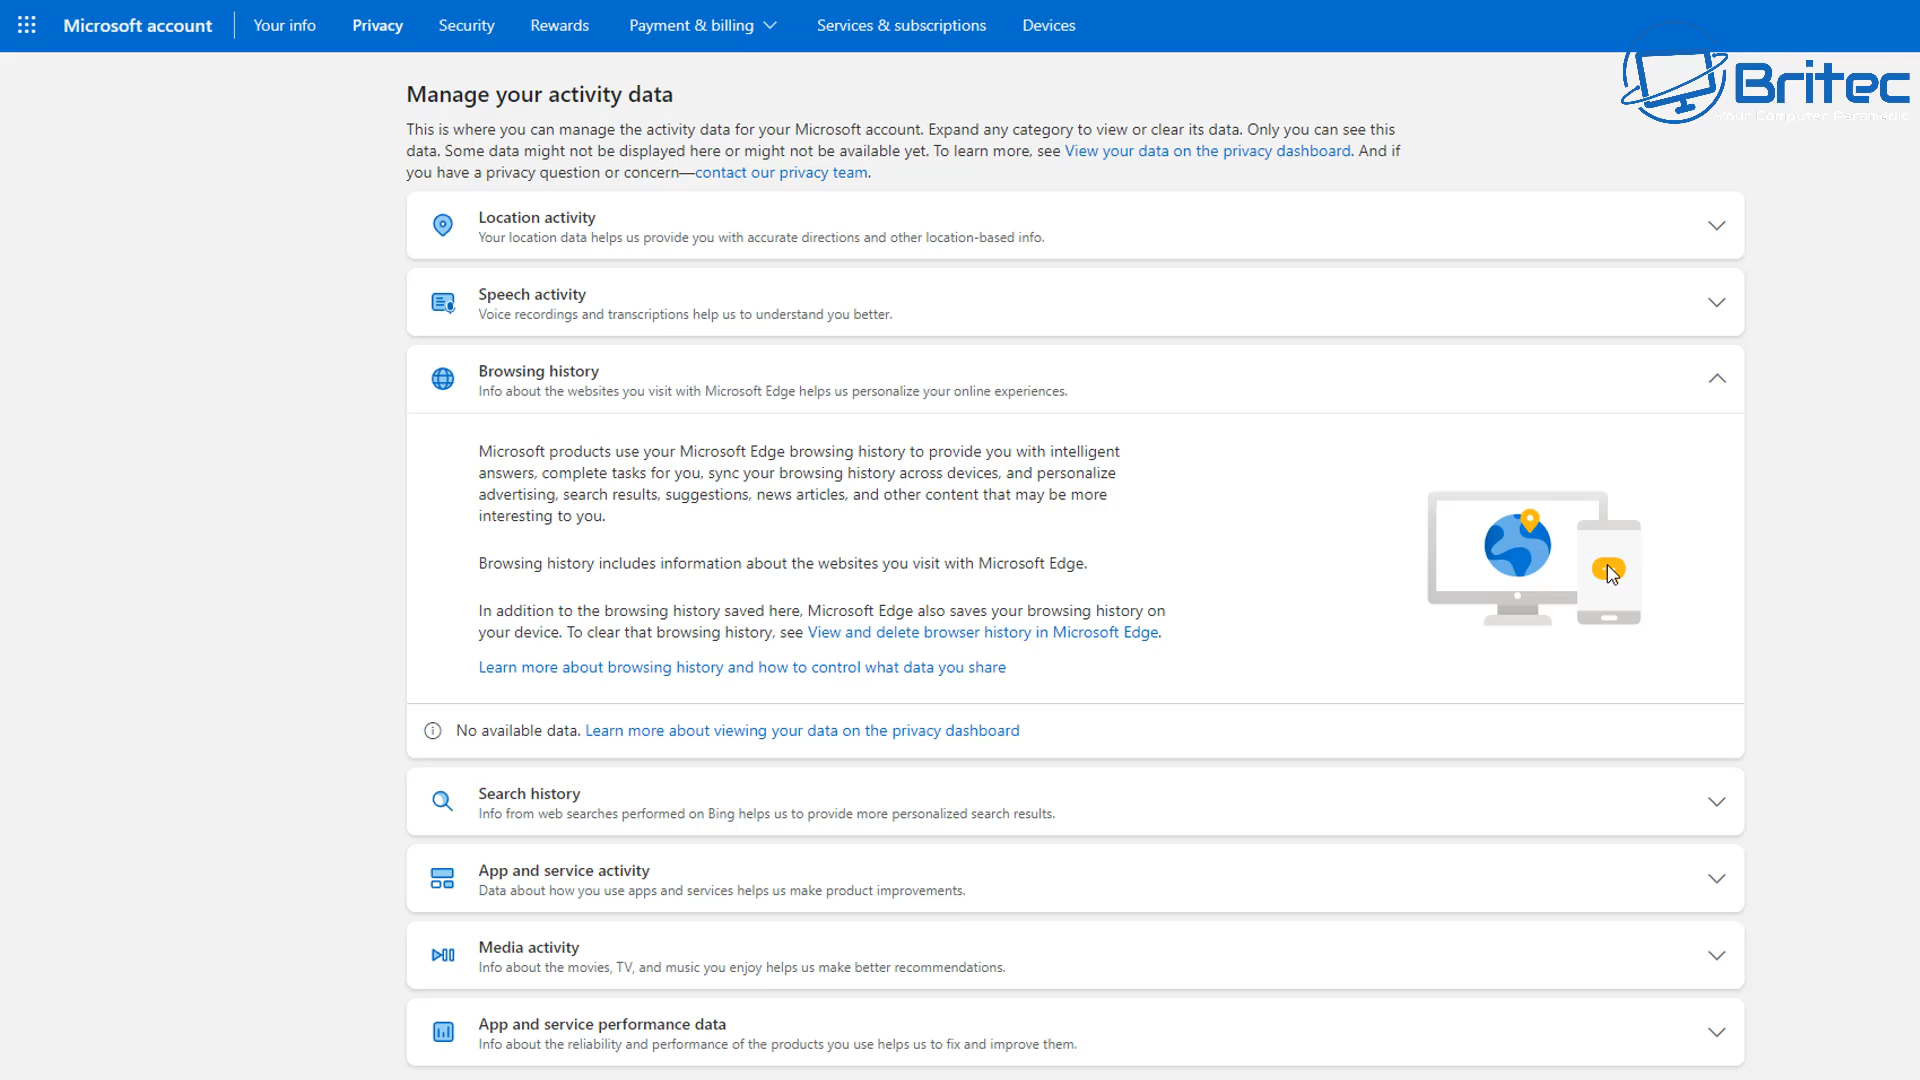 Microsoft account Your info Privacy Security Rewards Payment & billing Services & subscriptions Devices
Britec
Your Computer Paramedic
Manage your activity data
This is where you can manage the activity data for your Microsoft account. Expand any category to view or clear its data. Only you can see this
data. Some data might not be displayed here or might not be available yet. To learn more, see View your data on the privacy dashboard. And if
you have a privacy question or concern—contact our privacy team.
Location activity
Your location data helps us provide you with accurate directions and other location-based info.
Speech activity
Voice recordings and transcriptions help us to understand you better.
Browsing history
Info about the websites you visit with Microsoft Edge helps us personalize your online experiences.
Microsoft products use your Microsoft Edge browsing history to provide you with intelligent
answers, complete tasks for you, sync your browsing history across devices, and personalize
advertising, search results, suggestions, news articles, and other content that may be more
interesting to you.
Browsing history includes information about the websites you visit with Microsoft Edge.
In addition to the browsing history saved here, Microsoft Edge also saves your browsing history on
your device. To clear that browsing history, see View and delete browser history in Microsoft Edge.
Learn more about browsing history and how to control what data you share
No available data. Learn more about viewing your data on the privacy dashboard
Search history
Info from web searches performed on Bing helps us to provide more personalized search results.
App and service activity
Data about how you use apps and services helps us make product improvements.
Media activity
Info about the movies, TV, and music you enjoy helps us make better recommendations.
App and service performance data
Info about the reliability and performance of the products you use helps us to fix and improve them.